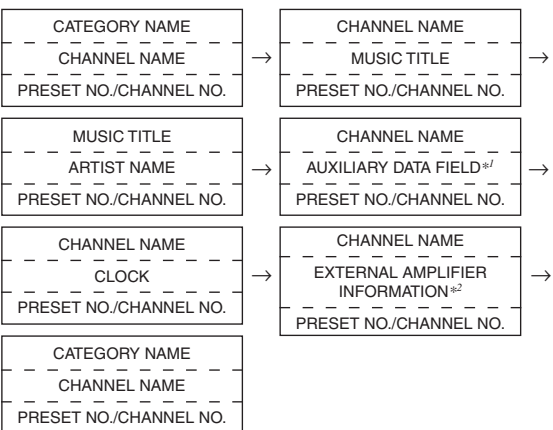 CATEGORY NAME
CHANNEL NAME
PRESET NO./CHANNEL NO.
→
CHANNEL NAME
MUSIC TITLE
PRESET NO./CHANNEL NO.
→
MUSIC TITLE
ARTIST NAME
PRESET NO./CHANNEL NO.
→
CHANNEL NAME
AUXILIARY DATA FIELD*1
PRESET NO./CHANNEL NO.
→
CHANNEL NAME
CLOCK
PRESET NO./CHANNEL NO.
→
CHANNEL NAME
EXTERNAL AMPLIFIER
INFORMATION*2
PRESET NO./CHANNEL NO.
→
CATEGORY NAME
CHANNEL NAME
PRESET NO./CHANNEL NO.